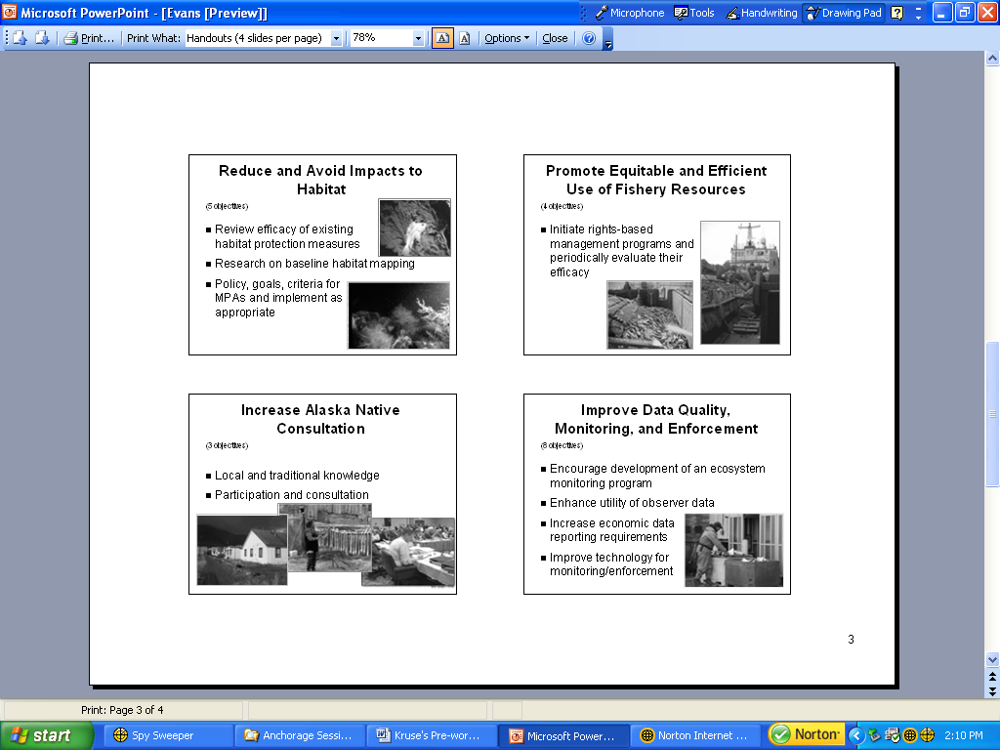 Microsoft PowerPoint - [Evans [Preview]]
Microphone Tools Handwriting Drawing Pad
Print... Print What: Handouts (4 slides per page) 78% A A Options Close
Reduce and Avoid Impacts to
Habitat
(5 objectives)
■ Review efficacy of existing
habitat protection measures
■ Research on baseline habitat mapping
■ Policy, goals, criteria for
MPAs and implement as
appropriate
Promote Equitable and Efficient
Use of Fishery Resources
(4 objectives)
■ Initiate rights-based
management programs and
periodically evaluate their
efficacy
Increase Alaska Native
Consultation
(3 objectives)
■ Local and traditional knowledge
■ Participation and consultation
Improve Data Quality,
Monitoring, and Enforcement
(8 objectives)
■ Encourage development of an ecosystem
monitoring program
■ Enhance utility of observer data
■ Increase economic data
reporting requirements
■ Improve technology for
monitoring/enforcement
3
Print: Page 3 of 4
start Spy Sweeper Anchorage Sessi... Kruse's Pre-wor... Microsoft Power... Norton Internet ... Norton 2:10 PM